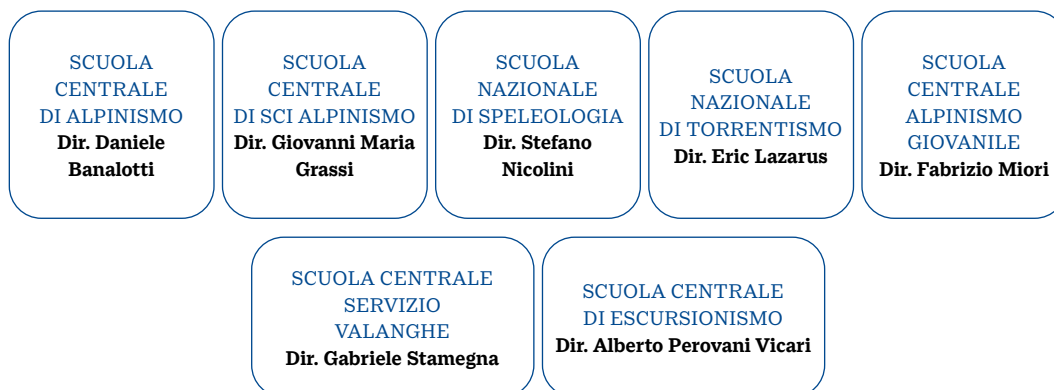 SCUOLA
CENTRALE
DI ALPINISMO
Dir. Daniele
Banalotti
SCUOLA
CENTRALE
DI SCI ALPINISMO
Dir. Giovanni Maria
Grassi
SCUOLA
NAZIONALE
DI SPELEOLOGIA
Dir. Stefano
Nicolini
SCUOLA
NAZIONALE
DI TORRENTISMO
Dir. Eric Lazarus
SCUOLA
CENTRALE
ALPINISMO
GIOVANILE
Dir. Fabrizio Miori
SCUOLA CENTRALE
SERVIZIO
VALANGHE
Dir. Gabriele Stamegna
SCUOLA CENTRALE
DI ESCURSIONISMO
Dir. Alberto Perovani Vicari